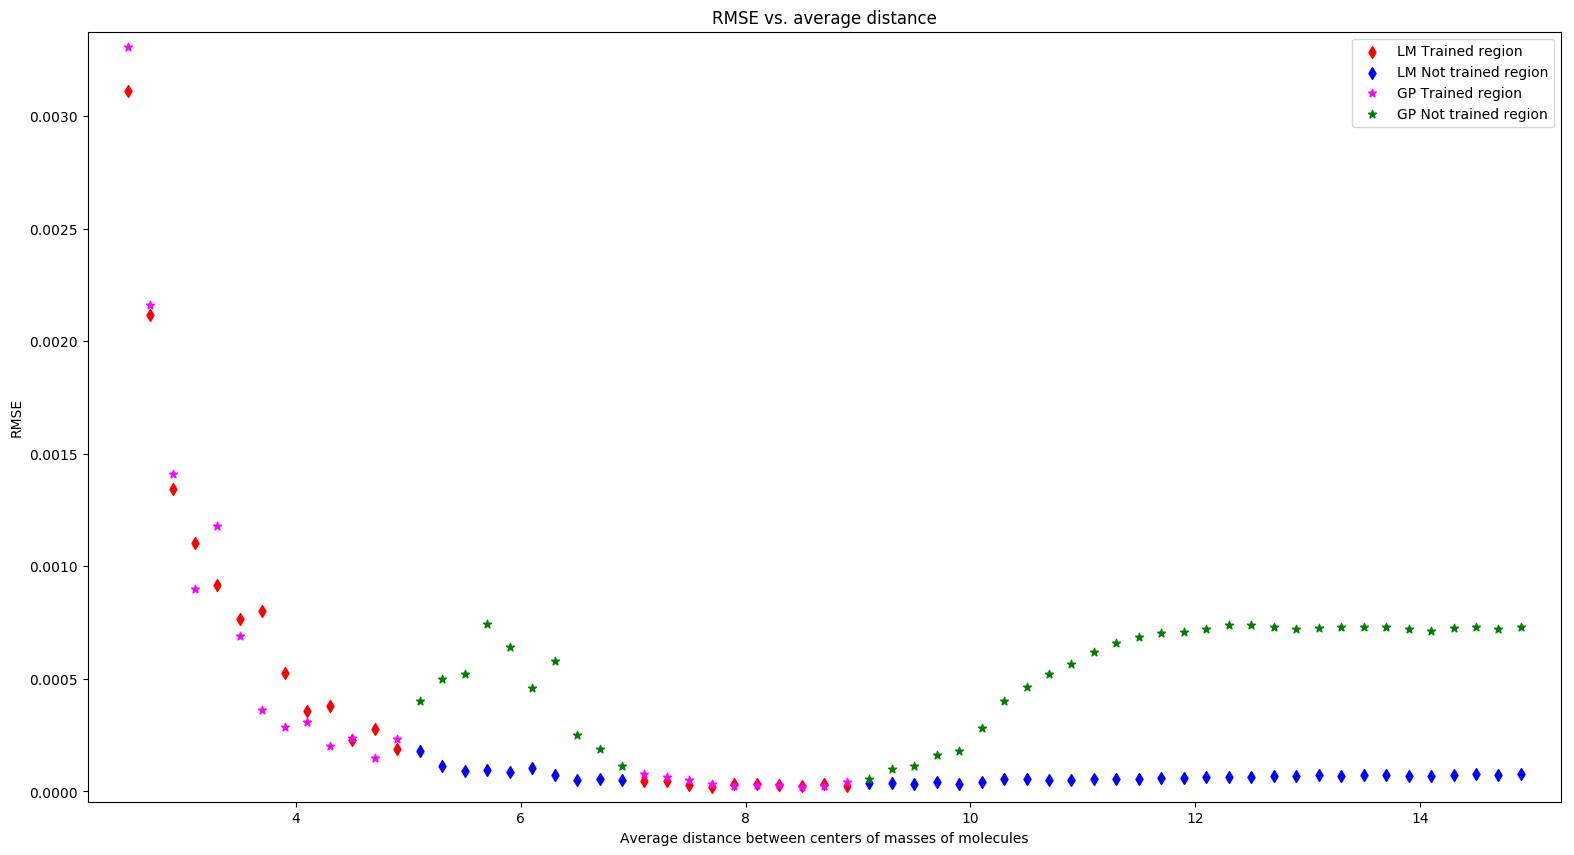 RMSE vs. average distance
LM Trained region
LM Not trained region
GP Trained region
GP Not trained region
0.0030
0.0025
0.0020
0.0015
0.0010
0.0005
0.0000
RMSE
4
6
8
10
12
14
Average distance between centers of masses of molecules